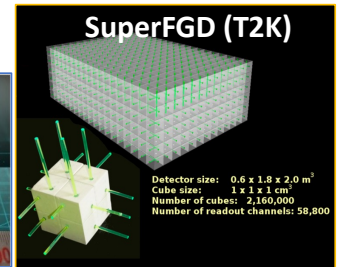 SuperFGD (T2K)
Detector size: 0.6 x 1.8 x 2.0 m³
Cube size: 1 x 1 x 1 cm³
Number of cubes: 2,160,000
Number of readout channels: 58,800